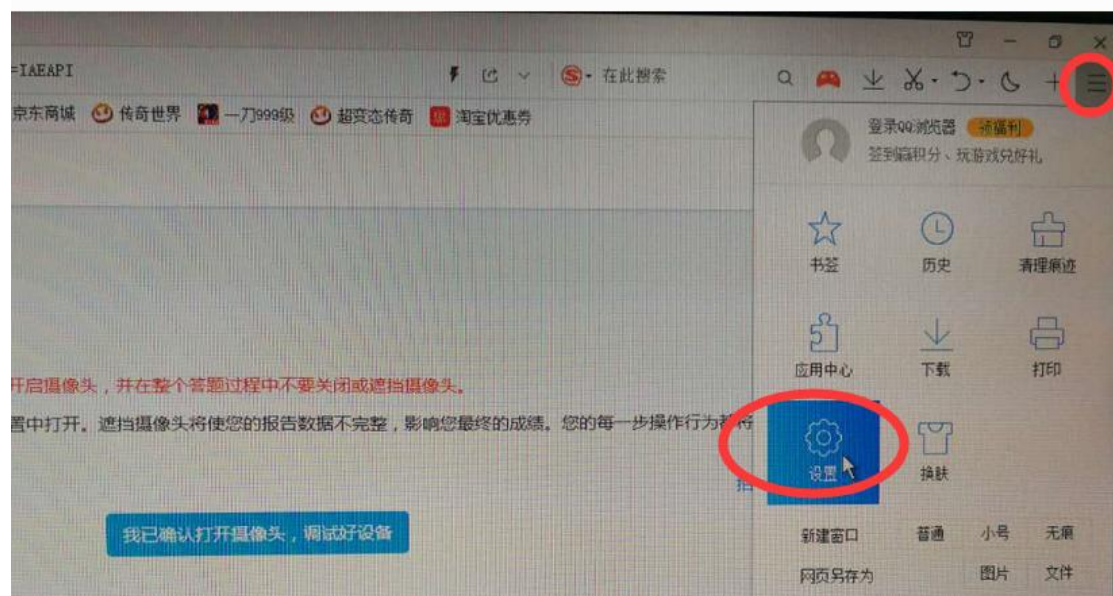 =IAEAPI
在此搜索
京东商城 传奇世界 一刀999级 超变态传奇 淘宝优惠券
登录QQ浏览器 领福利
签到赢积分、玩游戏兑好礼
书签 历史 清理痕迹
应用中心 下载 打印
开启摄像头，并在整个答题过程中不要关闭或遮挡摄像头。
置中打开。遮挡摄像头将使您的报告数据不完整，影响您最终的成绩。您的每一步操作行为都将
设置 换肤
我已确认打开摄像头，调试好设备
新建窗口 普通 小号 无痕
网页另存为 图片 文件